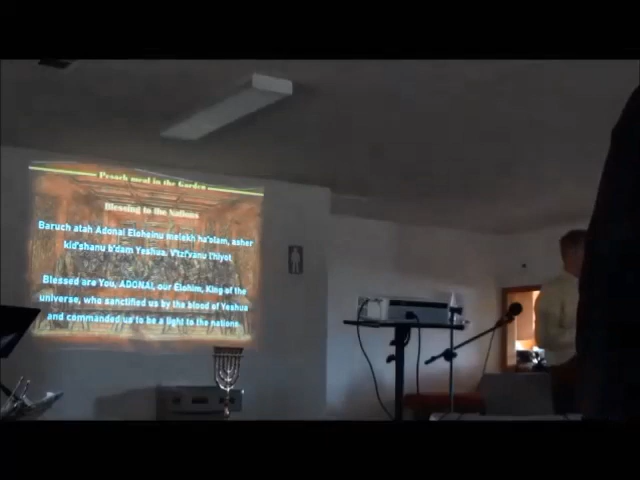 Pesach meal in the Garden
Blessing to the Nations
Baruch atah Adonai Eloheinu melekh ha'olam, asher
kid'shanu b'dam Yeshua, V'tzi'vanu l'hiyot
Blessed are You, ADONAI, our Elohim, King of the
universe, who sanctified us by the blood of Yeshua
and commanded us to be a light to the nations.